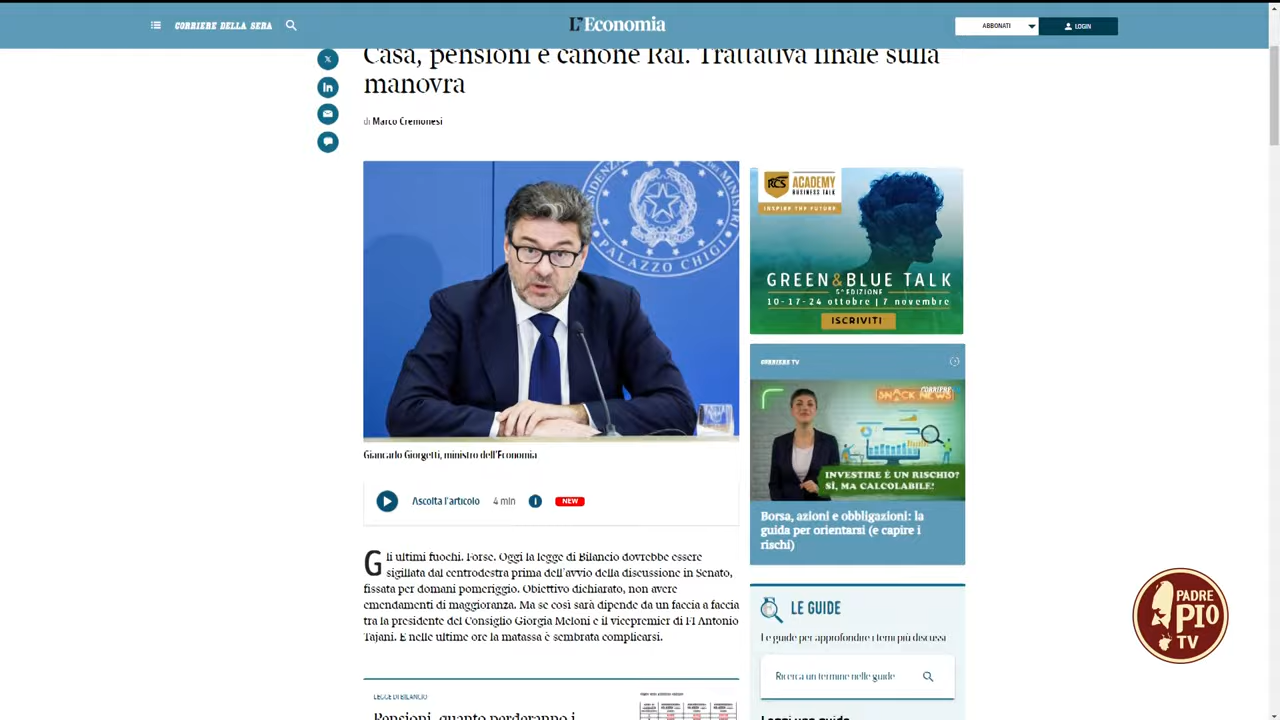 CORRIERE DELLA SERA
L'Economia
ABBONATI
LOGIN
Casa, pensioni e canone Rai. Trattativa finale sulla
manovra
di Marco Cremonesi
PALAZZO CHIGI
Giancarlo Giorgetti, ministro dell'Economia
Ascolta l'articolo 4 min NEW
Gli ultimi fuochi. Forse. Oggi la legge di Bilancio dovrebbe essere
sigillata dal centrodestra prima dell'avvio della discussione in Senato,
fissata per domani pomeriggio. Obiettivo dichiarato, non avere
emendamenti di maggioranza. Ma se così sarà dipende da un faccia a faccia
tra la presidente del Consiglio Giorgia Meloni e il vicepremier di FI Antonio
Tajani. E nelle ultime ore la matassa è sembrata complicarsi.
LEGGE DI BILANCIO
Pensioni, quanto perderanno i
RCS ACADEMY
BUSINESS TALK
INSPIRE THE FUTURE
GREEN&BLUE TALK
5ª EDIZIONE
10-17-24 ottobre | 7 novembre
ISCRIVITI
CORRIERE TV
CORRIERE
SNACK NEWS
INVESTIRE È UN RISCHIO?
SÌ, MA CALCOLABILE!
Borsa, azioni e obbligazioni: la
guida per orientarsi (e capire i
rischi)
LE GUIDE
Le guide per approfondire i temi più discussi
Ricerca un termine nelle guide
Leggi una guida
PADRE
PIO
TV